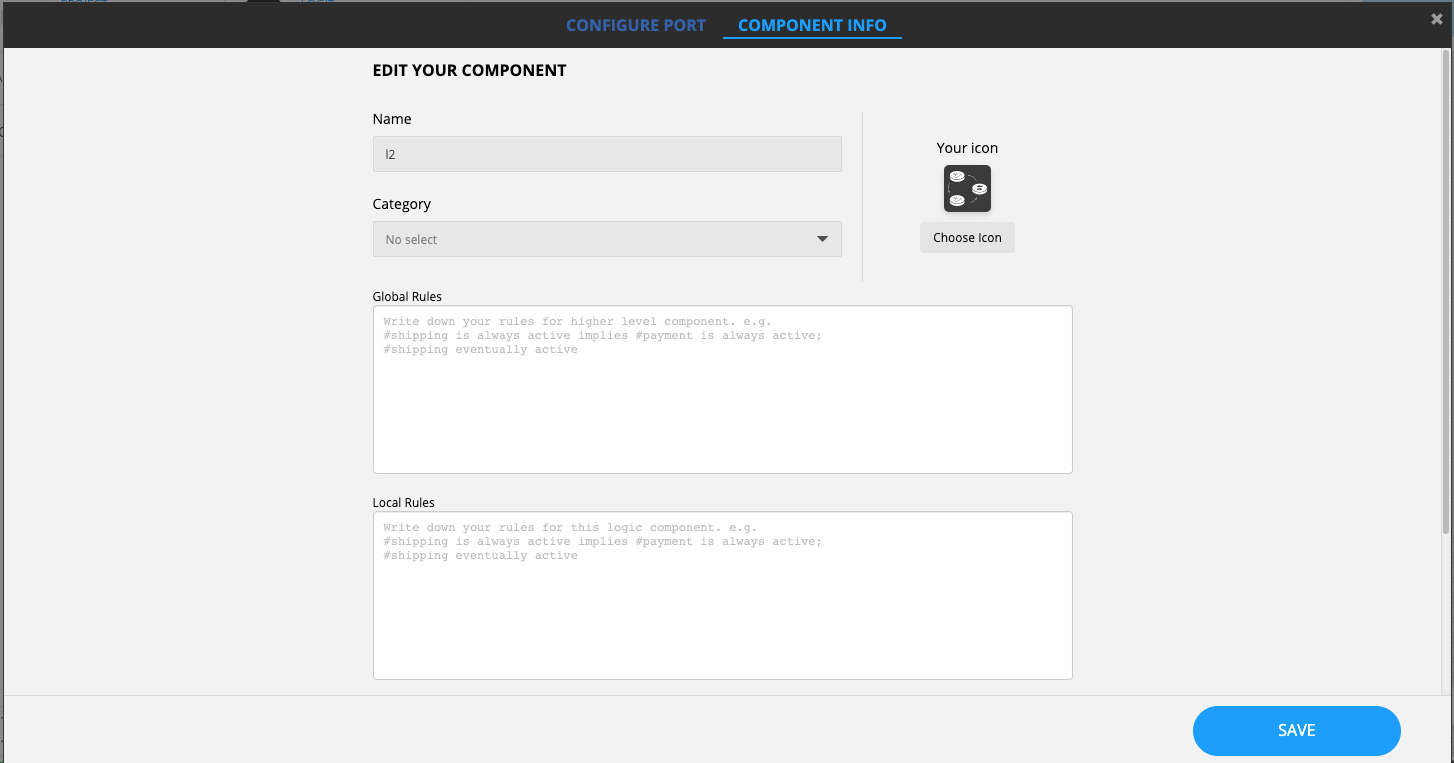 PROJECT
LOGIT
CONFIGURE PORT
COMPONENT INFO
EDIT YOUR COMPONENT
Name
l2
Category
No select
Your icon
Choose Icon
Global Rules
Write down your rules for higher level component. e.g.
#shipping is always active implies #payment is always active;
#shipping eventually active
Local Rules
Write down your rules for this logic component. e.g.
#shipping is always active implies #payment is always active;
#shipping eventually active
SAVE